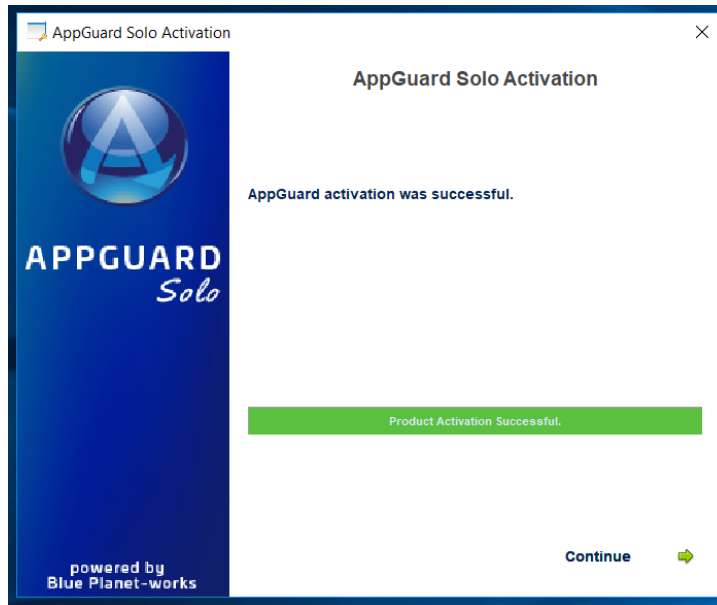 AppGuard Solo Activation
AppGuard Solo Activation
AppGuard activation was successful.
APPGUARD
Solo
Product Activation Successful.
Continue
powered by
Blue Planet-works